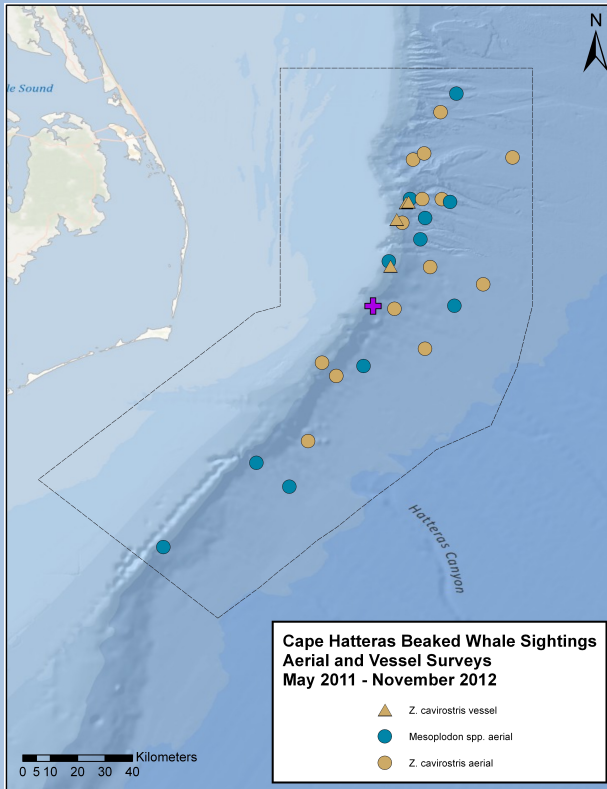 N
le Sound
Hatteras Canyon
Cape Hatteras Beaked Whale Sightings
Aerial and Vessel Surveys
May 2011 - November 2012
Z. cavirostris vessel
Mesoplodon spp. aerial
Z. cavirostris aerial
Kilometers
0 5 10 20 30 40